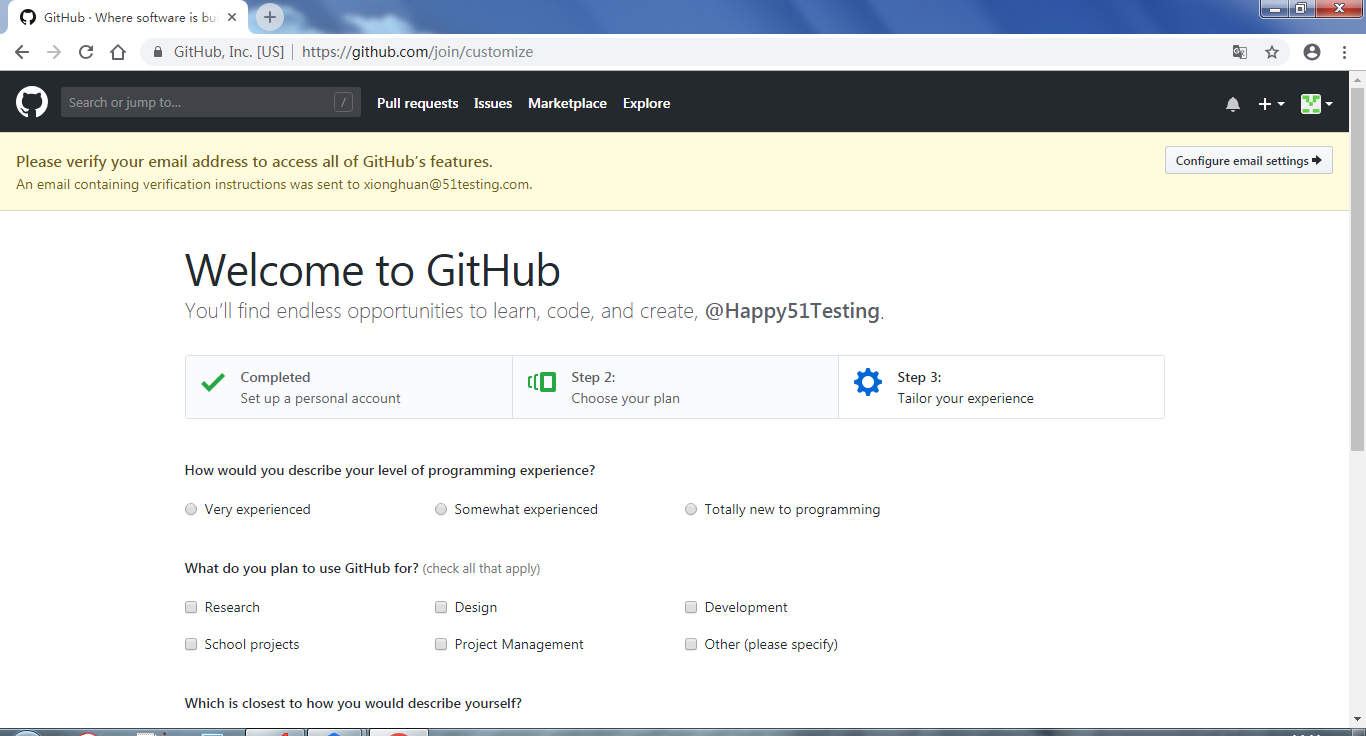 GitHub · Where software is bui
GitHub, Inc. [US] | https://github.com/join/customize
Search or jump to... /
Pull requests Issues Marketplace Explore
Please verify your email address to access all of GitHub's features.
An email containing verification instructions was sent to xionghuan@51testing.com.
Configure email settings
Welcome to GitHub
You'll find endless opportunities to learn, code, and create, @Happy51Testing.
Completed
Set up a personal account
Step 2:
Choose your plan
Step 3:
Tailor your experience
How would you describe your level of programming experience?
Very experienced Somewhat experienced Totally new to programming
What do you plan to use GitHub for? (check all that apply)
Research Design Development
School projects Project Management Other (please specify)
Which is closest to how you would describe yourself?